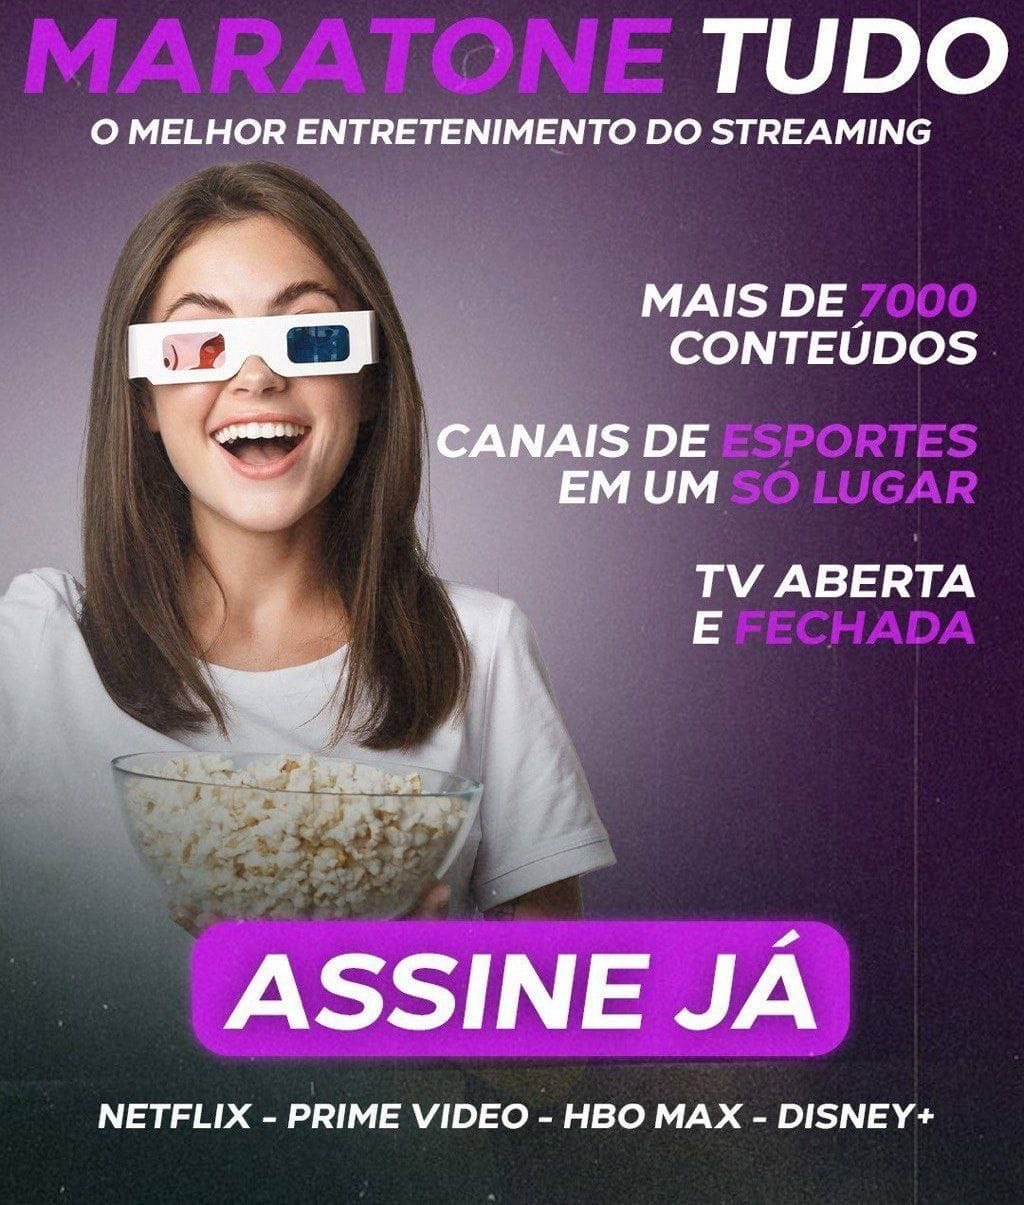 MARATONE TUDO
O MELHOR ENTRETENIMENTO DO STREAMING
MAIS DE 7000
CONTEÚDOS
CANAIS DE ESPORTES
EM UM SÓ LUGAR
TV ABERTA
E FECHADA
ASSINE JÁ
NETFLIX - PRIME VIDEO - HBO MAX - DISNEY+